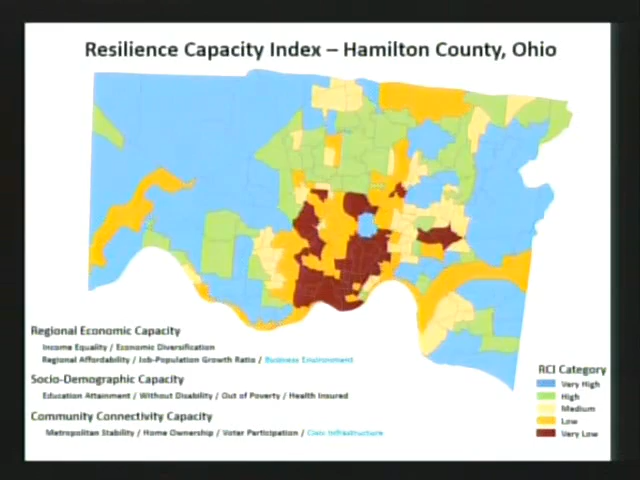 Resilience Capacity Index – Hamilton County, Ohio
Regional Economic Capacity
Income Equality / Economic Diversification
Regional Affordability / Job-Population Growth Ratio / Business Environment
Socio-Demographic Capacity
Education Attainment / Without Disability / Out of Poverty / Health Insured
Community Connectivity Capacity
Metropolitan Stability / Home Ownership / Voter Participation / Civic Infrastructure
RCI Category
Very High
High
Medium
Low
Very Low